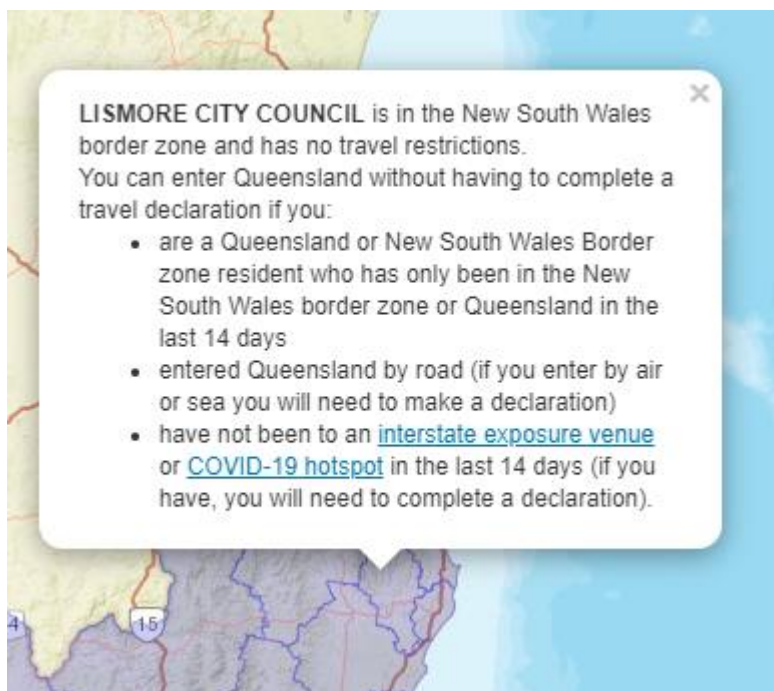 ×
LISMORE CITY COUNCIL is in the New South Wales
border zone and has no travel restrictions.
You can enter Queensland without having to complete a
travel declaration if you:
• are a Queensland or New South Wales Border
zone resident who has only been in the New
South Wales border zone or Queensland in the
last 14 days
• entered Queensland by road (if you enter by air
or sea you will need to make a declaration)
• have not been to an interstate exposure venue
or COVID-19 hotspot in the last 14 days (if you
have, you will need to complete a declaration).
4
15